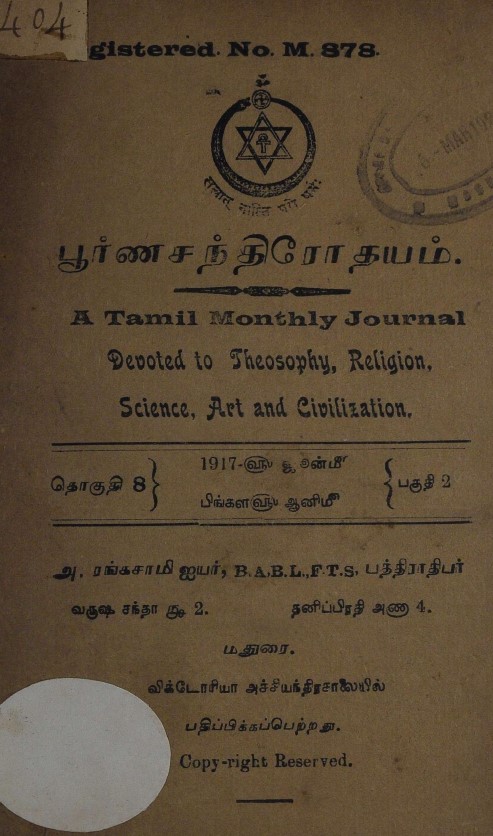 404
gistered. No. M. 878.
பூர்ணசந்திரோதயம்.
A Tamil Monthly Journal
Devoted to Theosophy, Religion,
Science, Art and Civilization.
தொகுதி 8
1917-௵ ஜூன்௴
பிங்கள௵ ஆனி௴
பகுதி 2
அ. ரங்கசாமி ஐயர், B.A.B.L.,F.T.S, பத்திராதிபர்
வருஷ சந்தா ரூ 2. தனிப்பிரதி அணா 4.
மதுரை.
விக்டோரியா அச்சியந்திரசாலையில்
பதிப்பிக்கப்பெற்றது.
Copy-right Reserved.